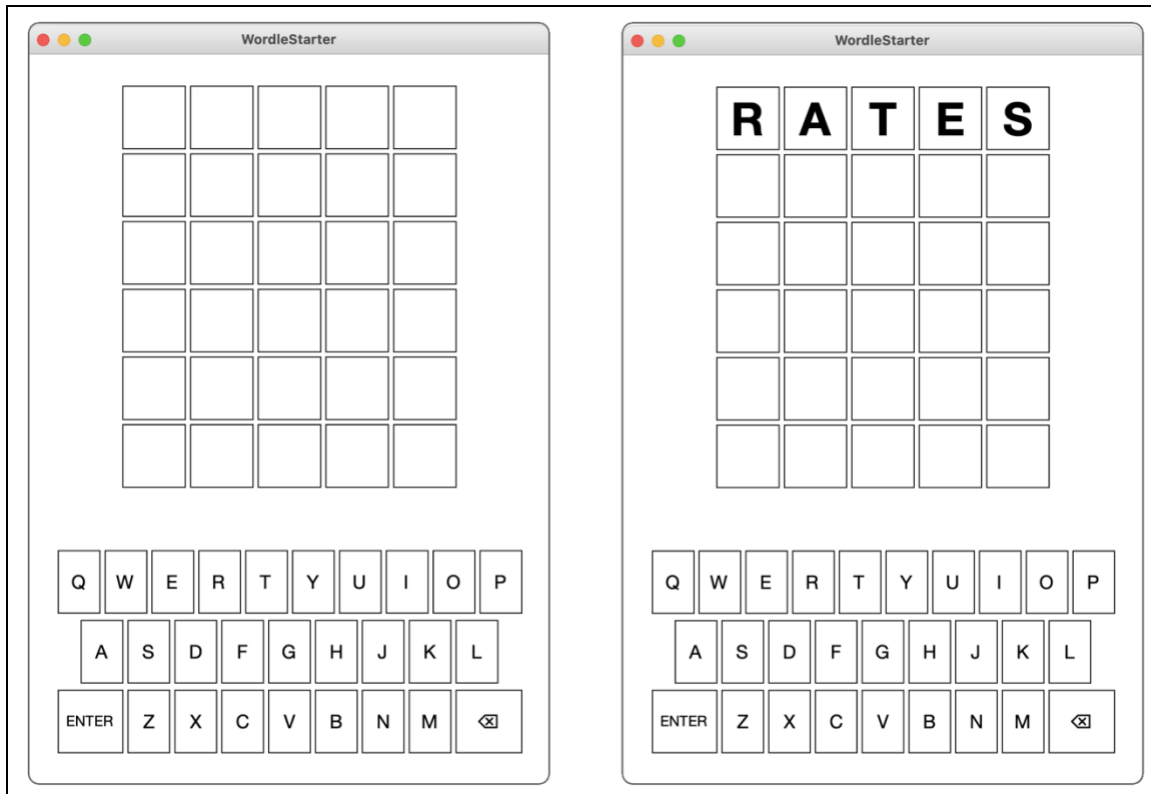 WordleStarter
Q W E R T Y U I O P
A S D F G H J K L
ENTER Z X C V B N M ⌫
WordleStarter
R A T E S
Q W E R T Y U I O P
A S D F G H J K L
ENTER Z X C V B N M ⌫